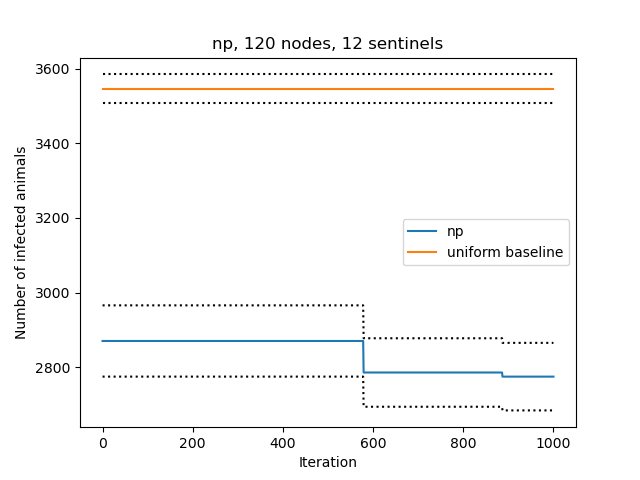 np, 120 nodes, 12 sentinels
3600
3400
3200
3000
2800
Number of infected animals
np
uniform baseline
0
200
400
600
800
1000
Iteration